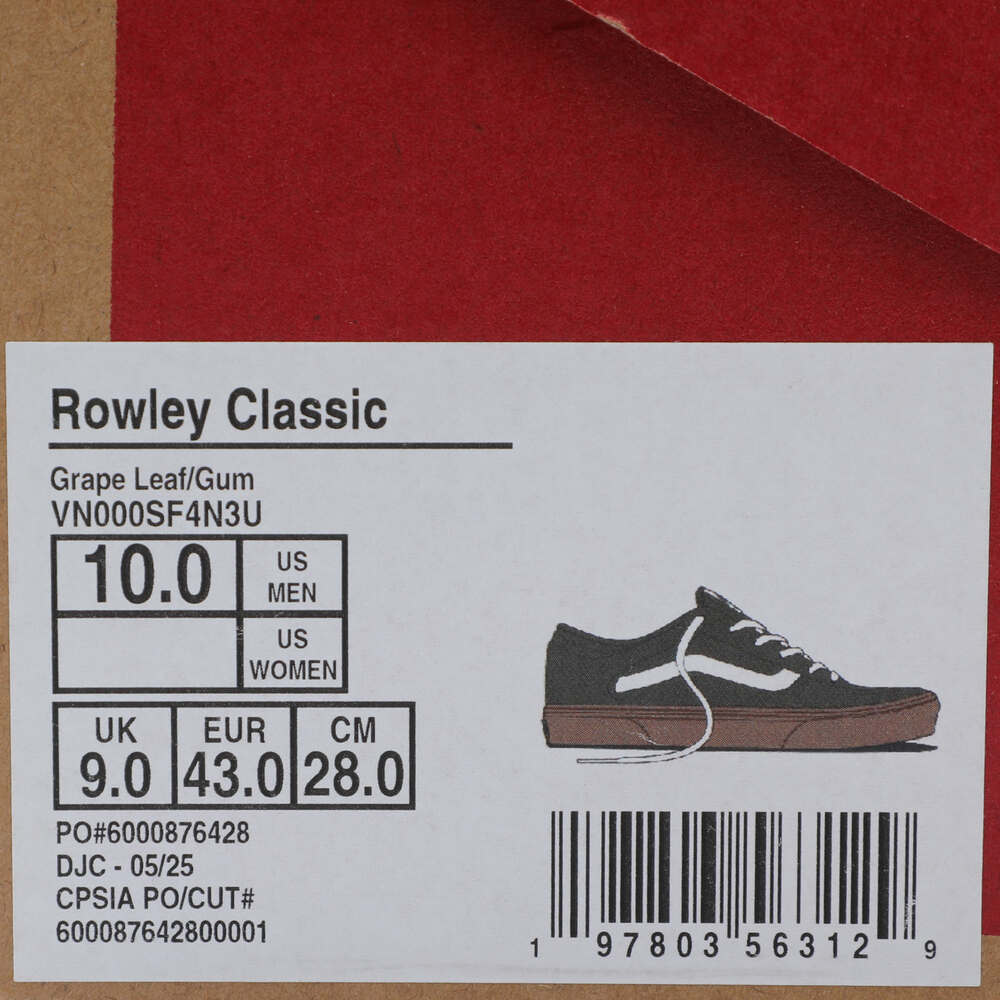 Rowley Classic
Grape Leaf/Gum
VN000SF4N3U
10.0 US MEN
US WOMEN
UK EUR CM
9.0 43.0 28.0
PO#6000876428
DJC - 05/25
CPSIA PO/CUT#
600087642800001
1 97803 56312 9